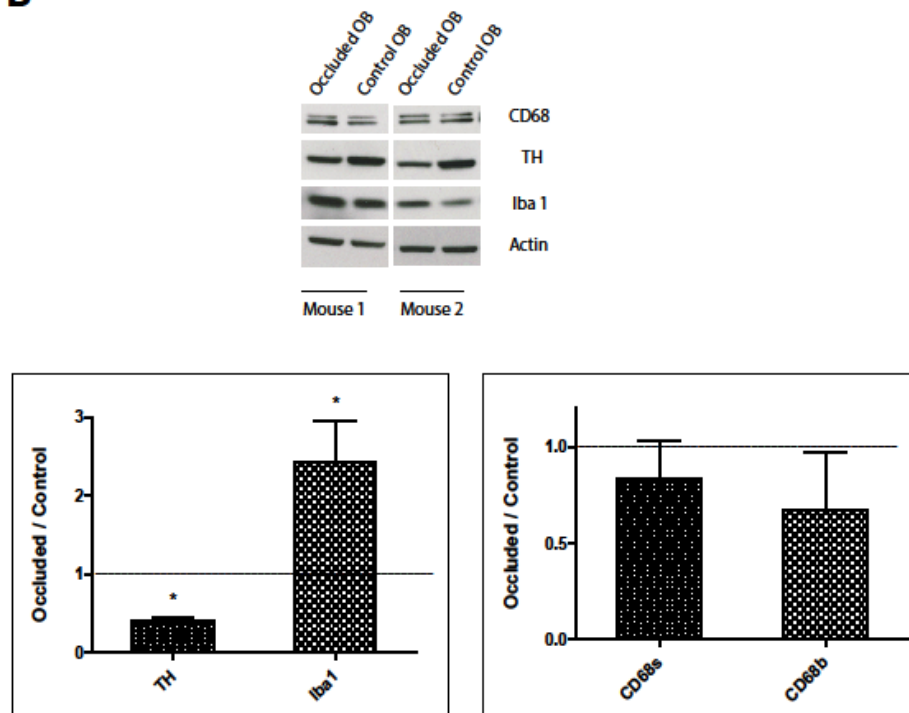 Occluded OB Control OB Occluded OB Control OB
CD68
TH
Iba 1
Actin
Mouse 1 Mouse 2
Occluded / Control
3
2
1
0
*
*
TH Iba1
Occluded / Control
1.0
0.5
0.0
CD68s CD68b